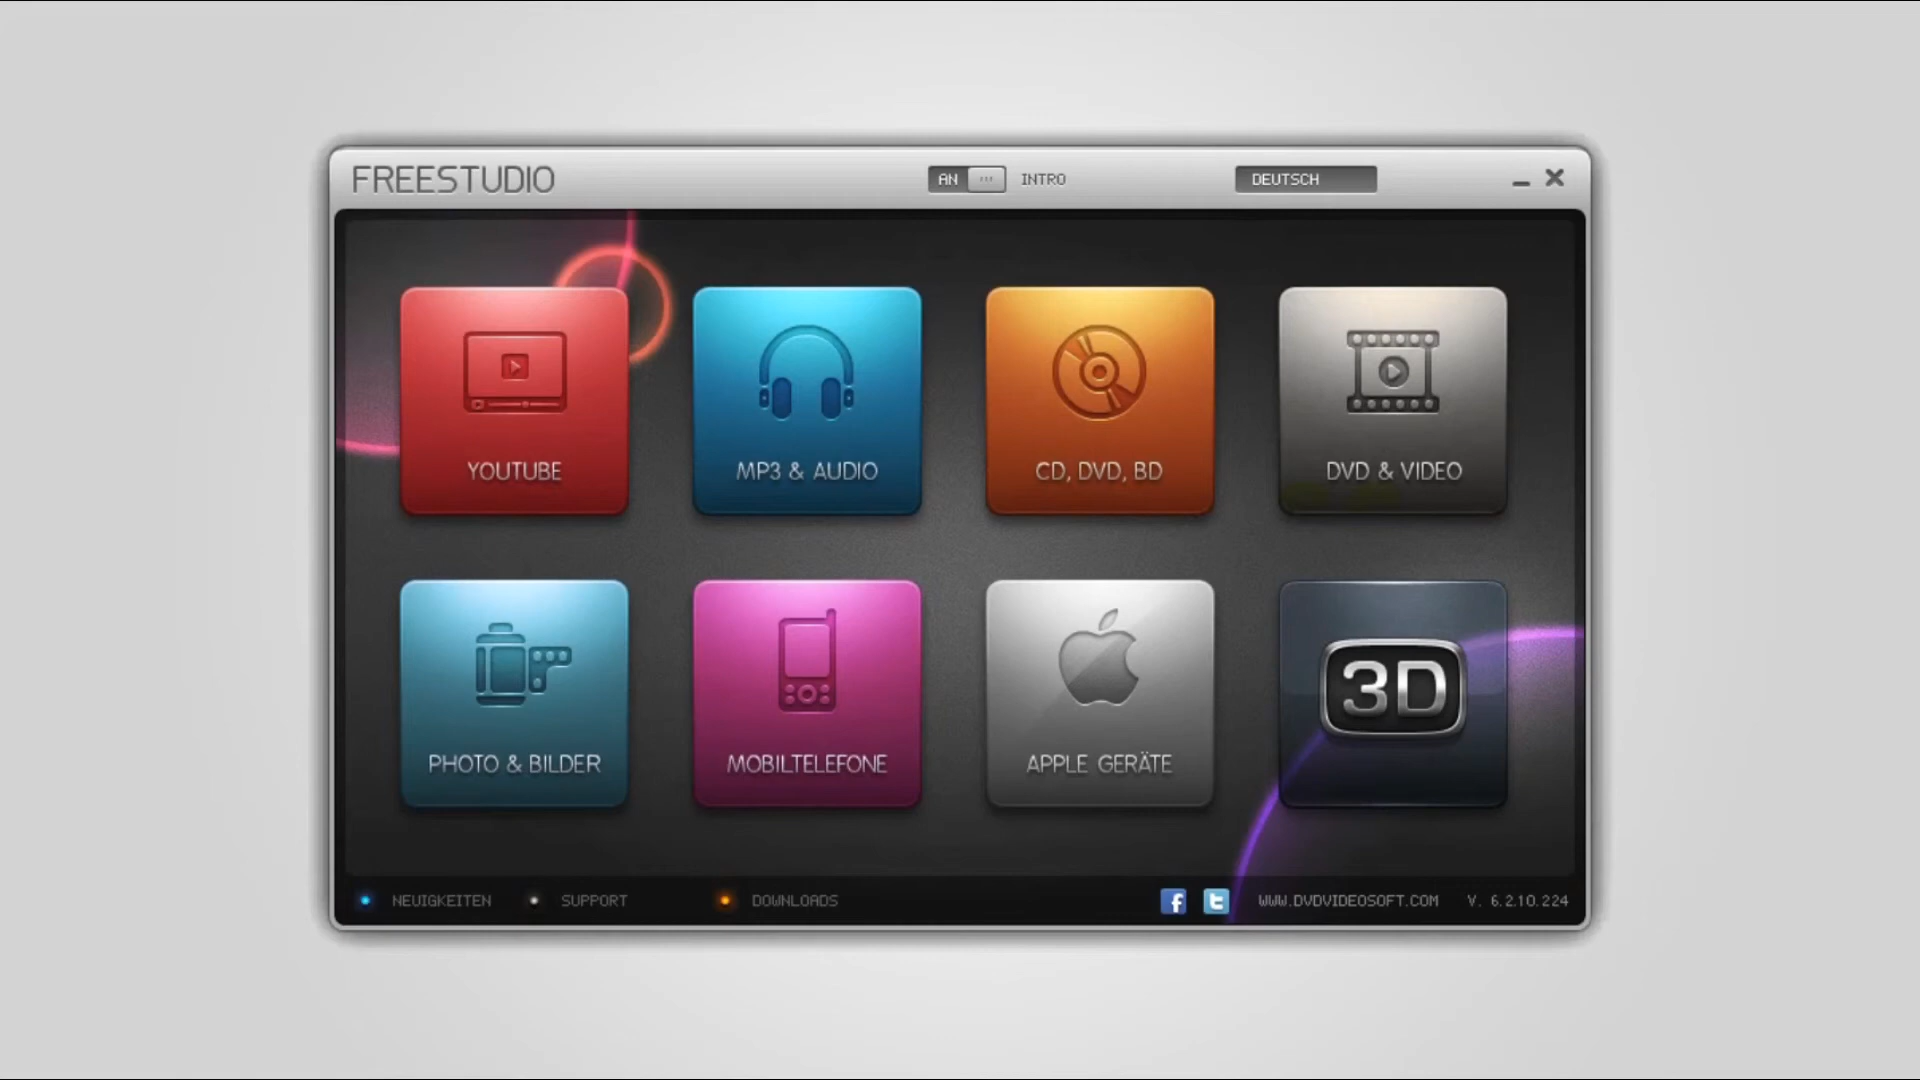 FREESTUDIO
AN INTRO
DEUTSCH
YOUTUBE
MP3 & AUDIO
CD, DVD, BD
DVD & VIDEO
PHOTO & BILDER
MOBILTELEFONE
APPLE GERÄTE
3D
NEUIGKEITEN
SUPPORT
DOWNLOADS
WWW.DVDVIDEOSOFT.COM
V. 6.2.10.224